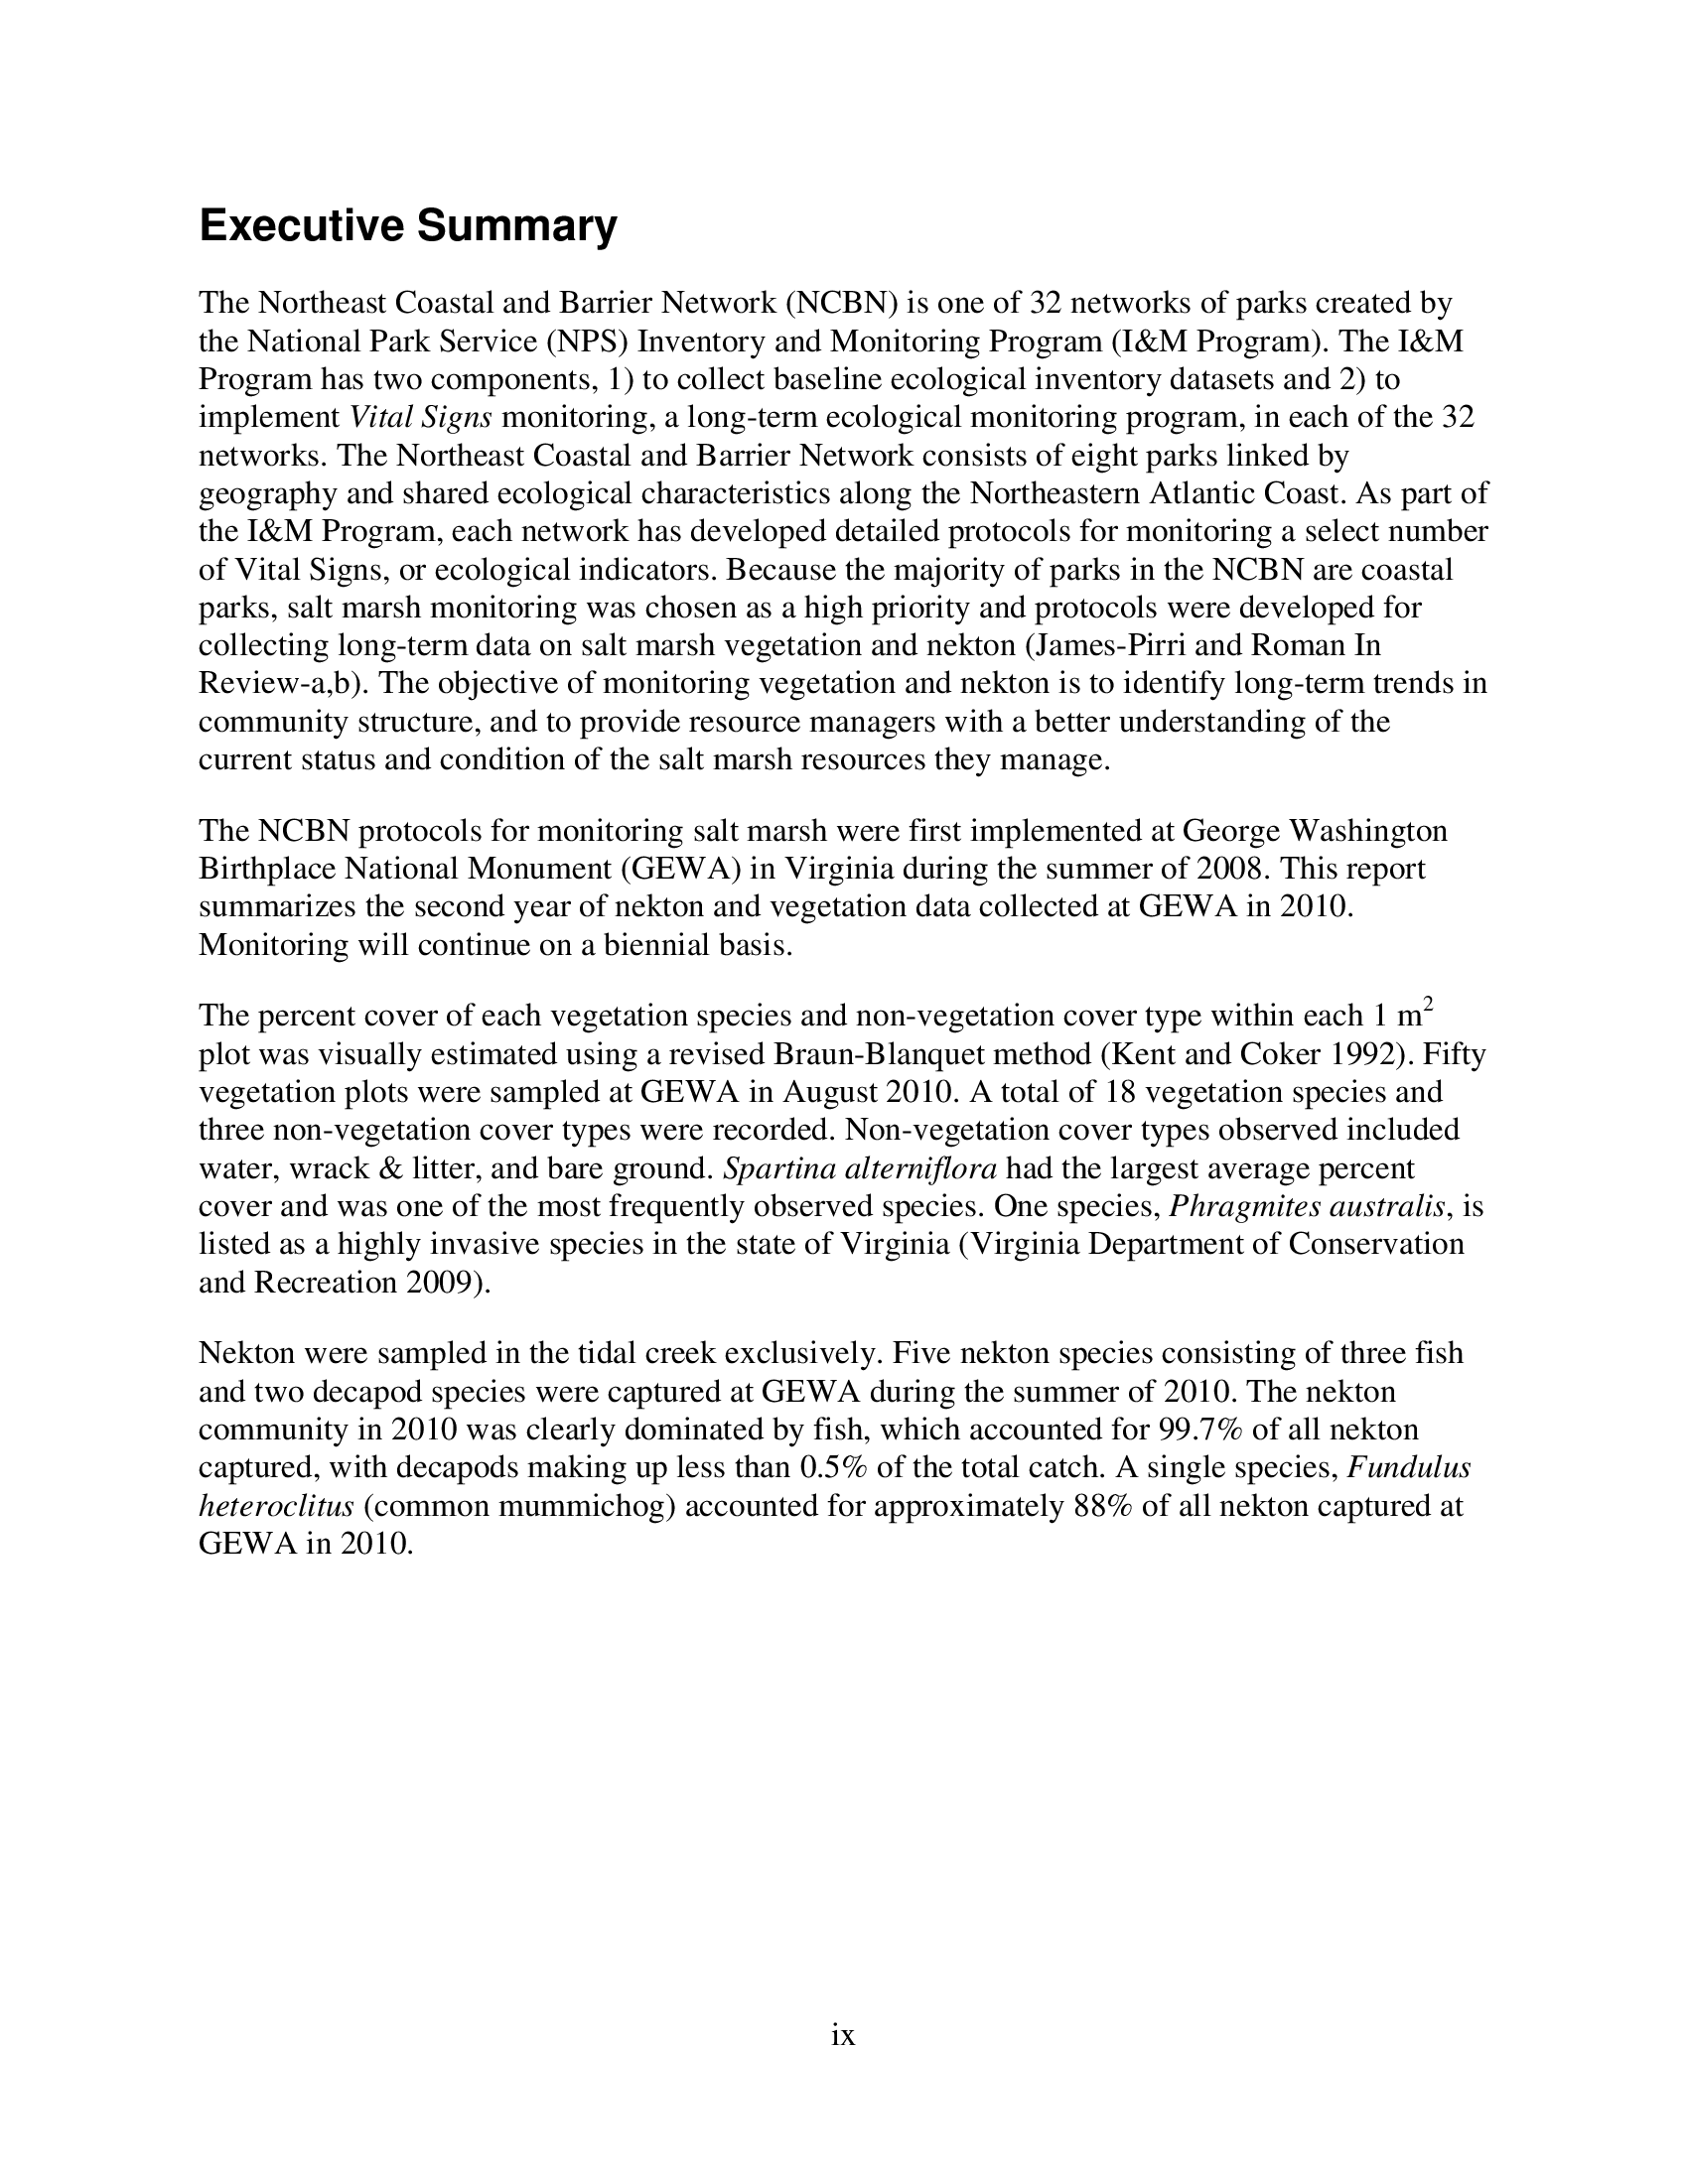 Executive Summary
The Northeast Coastal and Barrier Network (NCBN) is one of 32 networks of parks created by
the National Park Service (NPS) Inventory and Monitoring Program (I&M Program). The I&M
Program has two components, 1) to collect baseline ecological inventory datasets and 2) to
implement Vital Signs monitoring, a long-term ecological monitoring program, in each of the 32
networks. The Northeast Coastal and Barrier Network consists of eight parks linked by
geography and shared ecological characteristics along the Northeastern Atlantic Coast. As part of
the I&M Program, each network has developed detailed protocols for monitoring a select number
of Vital Signs, or ecological indicators. Because the majority of parks in the NCBN are coastal
parks, salt marsh monitoring was chosen as a high priority and protocols were developed for
collecting long-term data on salt marsh vegetation and nekton (James-Pirri and Roman In
Review-a,b). The objective of monitoring vegetation and nekton is to identify long-term trends in
community structure, and to provide resource managers with a better understanding of the
current status and condition of the salt marsh resources they manage.
The NCBN protocols for monitoring salt marsh were first implemented at George Washington
Birthplace National Monument (GEWA) in Virginia during the summer of 2008. This report
summarizes the second year of nekton and vegetation data collected at GEWA in 2010.
Monitoring will continue on a biennial basis.
The percent cover of each vegetation species and non-vegetation cover type within each 1 m²
plot was visually estimated using a revised Braun-Blanquet method (Kent and Coker 1992). Fifty
vegetation plots were sampled at GEWA in August 2010. A total of 18 vegetation species and
three non-vegetation cover types were recorded. Non-vegetation cover types observed included
water, wrack & litter, and bare ground. Spartina alterniflora had the largest average percent
cover and was one of the most frequently observed species. One species, Phragmites australis, is
listed as a highly invasive species in the state of Virginia (Virginia Department of Conservation
and Recreation 2009).
Nekton were sampled in the tidal creek exclusively. Five nekton species consisting of three fish
and two decapod species were captured at GEWA during the summer of 2010. The nekton
community in 2010 was clearly dominated by fish, which accounted for 99.7% of all nekton
captured, with decapods making up less than 0.5% of the total catch. A single species, Fundulus
heteroclitus (common mummichog) accounted for approximately 88% of all nekton captured at
GEWA in 2010.
ix